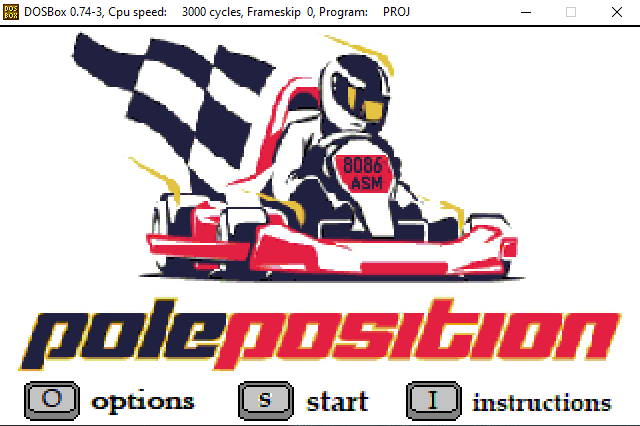 DOSBox 0.74-3, Cpu speed: 3000 cycles, Frameskip 0, Program: PROJ
8086
ASM
poleposition
O options S start I instructions